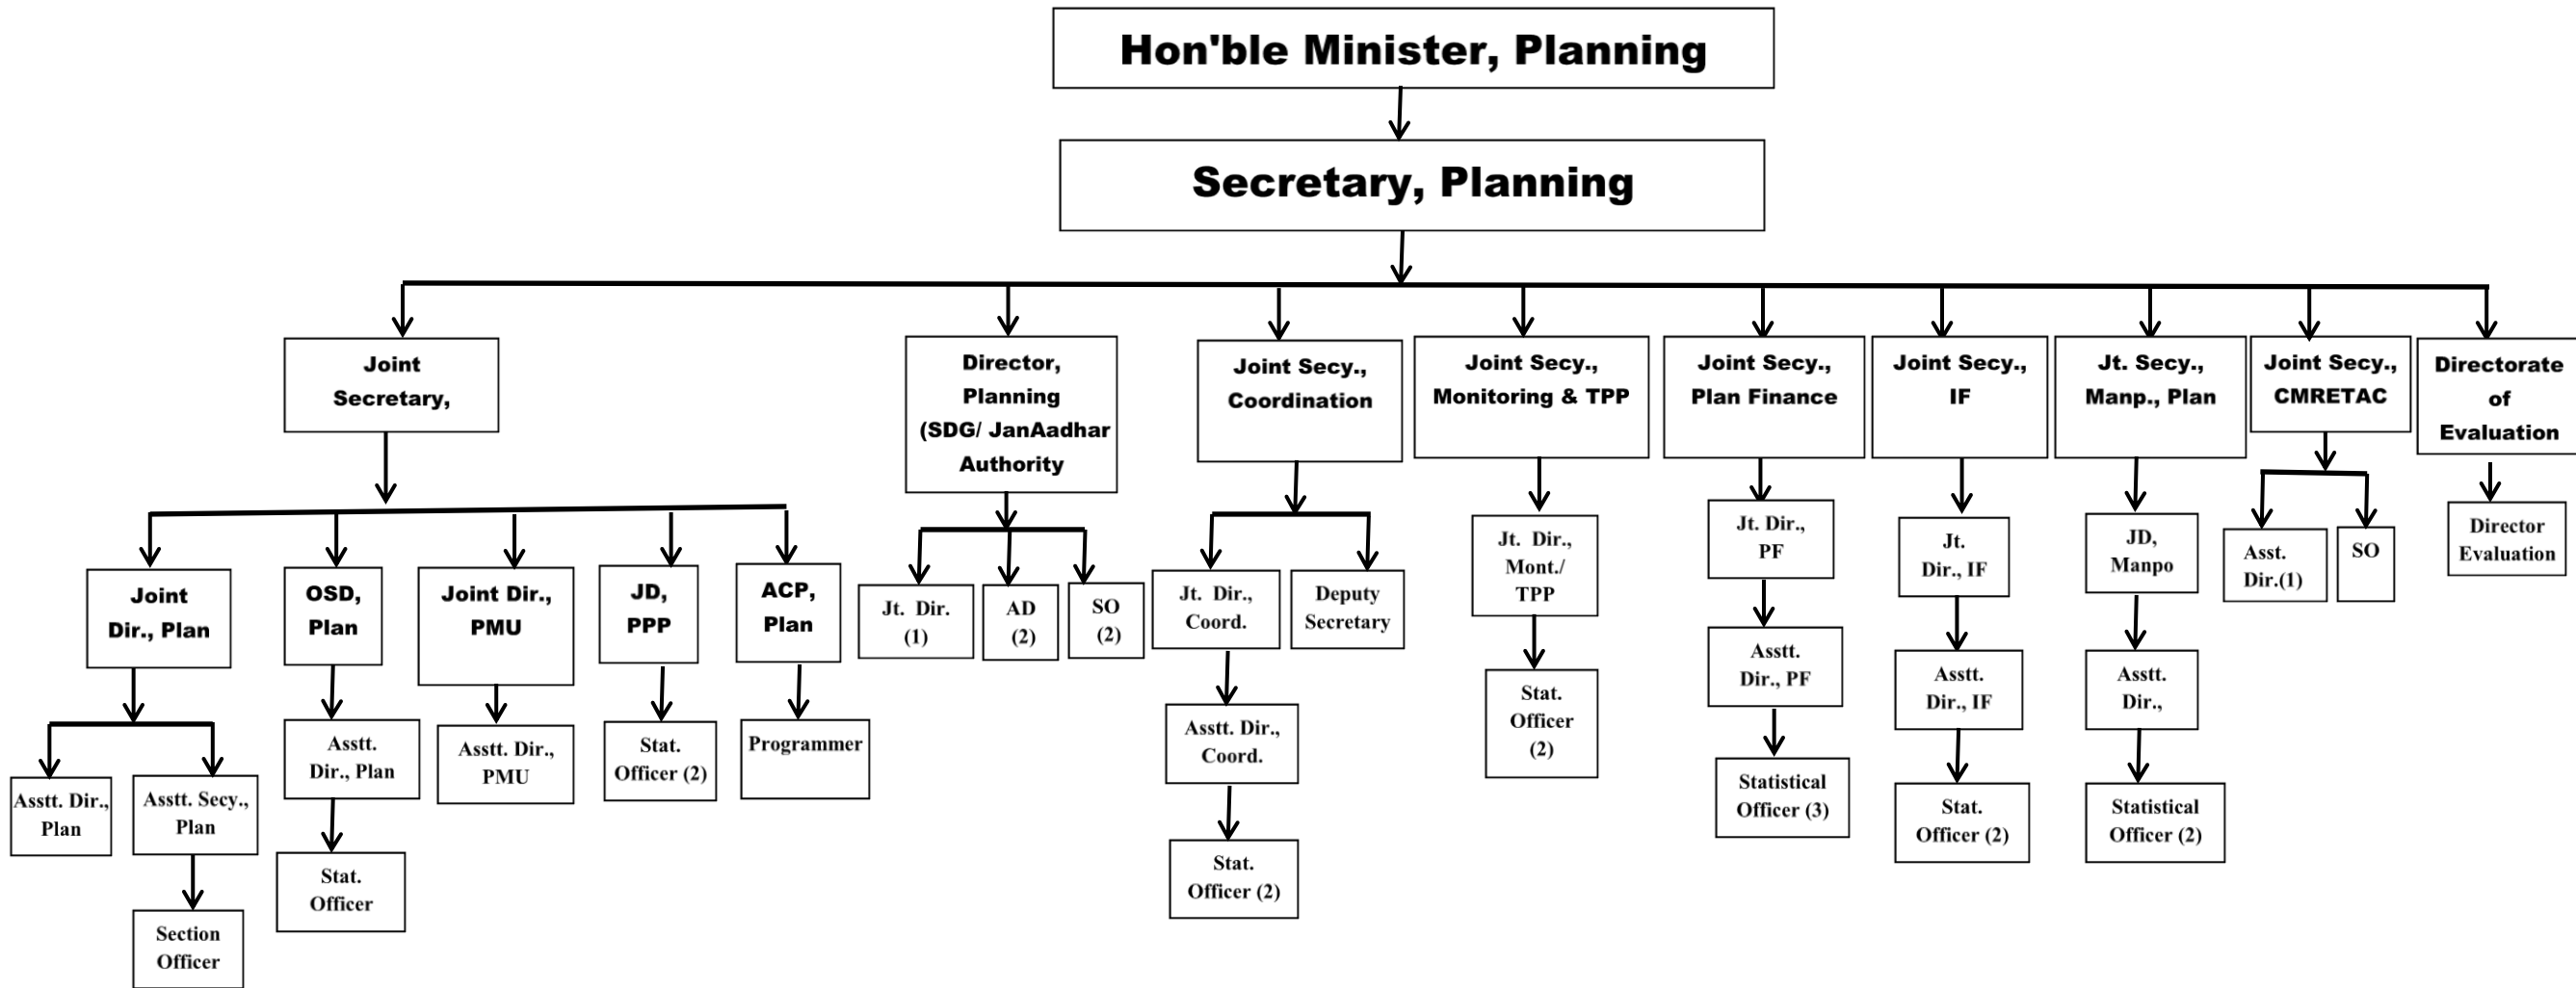 Hon'ble Minister, Planning
Secretary, Planning
Joint
Secretary,
Director,
Planning
(SDG/ JanAadhar
Authority
Joint Secy.,
Coordination
Joint Secy.,
Monitoring & TPP
Joint Secy.,
Plan Finance
Joint Secy.,
IF
Jt. Secy.,
Manp., Plan
Joint Secy.,
CMRETAC
Directorate
of
Evaluation
Joint
Dir., Plan
OSD,
Plan
Joint Dir.,
PMU
JD,
PPP
ACP,
Plan
Jt. Dir.
(1)
AD
(2)
SO
(2)
Jt. Dir.,
Coord.
Deputy
Secretary
Jt. Dir.,
Mont./
TPP
Jt. Dir.,
PF
Jt.
Dir., IF
JD,
Manpo
Asst.
Dir.(1)
SO
Director
Evaluation
Asstt. Dir.,
Plan
Asstt. Secy.,
Plan
Asstt.
Dir., Plan
Asstt. Dir.,
PMU
Stat.
Officer (2)
Programmer
Asstt. Dir.,
Coord.
Stat.
Officer
(2)
Asstt.
Dir., PF
Asstt.
Dir., IF
Asstt.
Dir.,
Section
Officer
Stat.
Officer
Stat.
Officer (2)
Statistical
Officer (3)
Stat.
Officer (2)
Statistical
Officer (2)